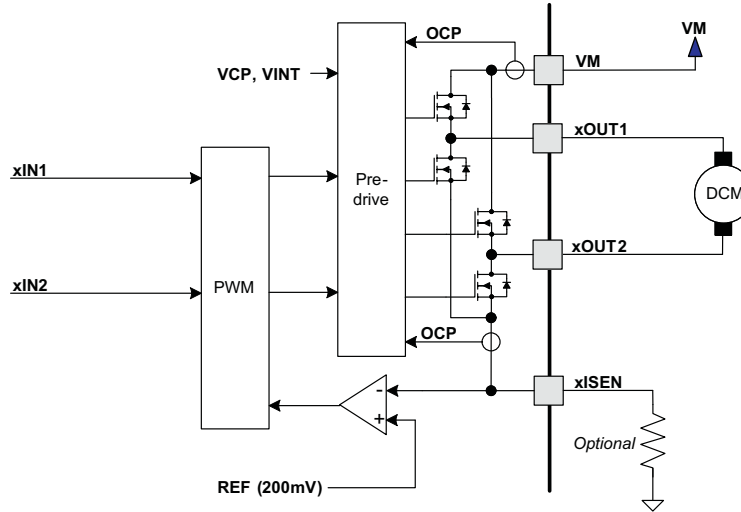 OCP
VM
VM
VCP, VINT
xOUT1
xIN1
Pre-
drive
DCM
xOUT2
xIN2
PWM
OCP
xISEN
-
+
Optional
REF (200mV)